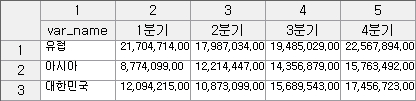 1 2 3 4 5
var_name 1분기 2분기 3분기 4분기
1 유럽 21,704,714,00 17,987,034,00 19,485,029,00 22,567,894,00
2 아시아 8,774,099,00 12,214,447,00 14,356,879,00 15,763,492,00
3 대한민국 12,094,215,00 10,873,099,00 15,689,543,00 17,456,723,00